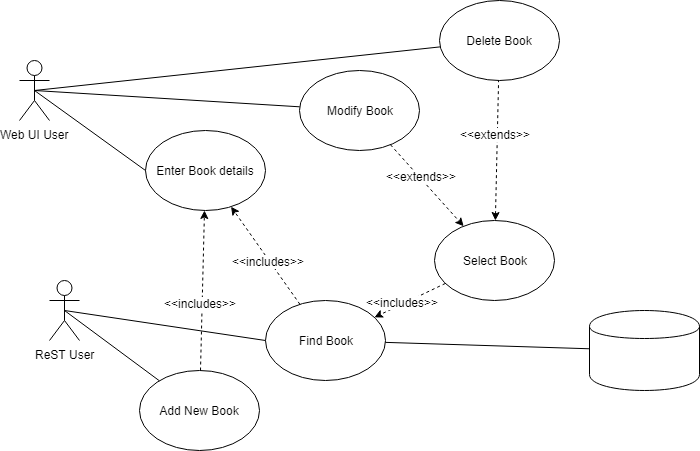 Delete Book
Modify Book
Web UI User
<<extends>>
Enter Book details
<<extends>>
Select Book
<<includes>>
<<includes>>
<<includes>>
Find Book
ReST User
Add New Book